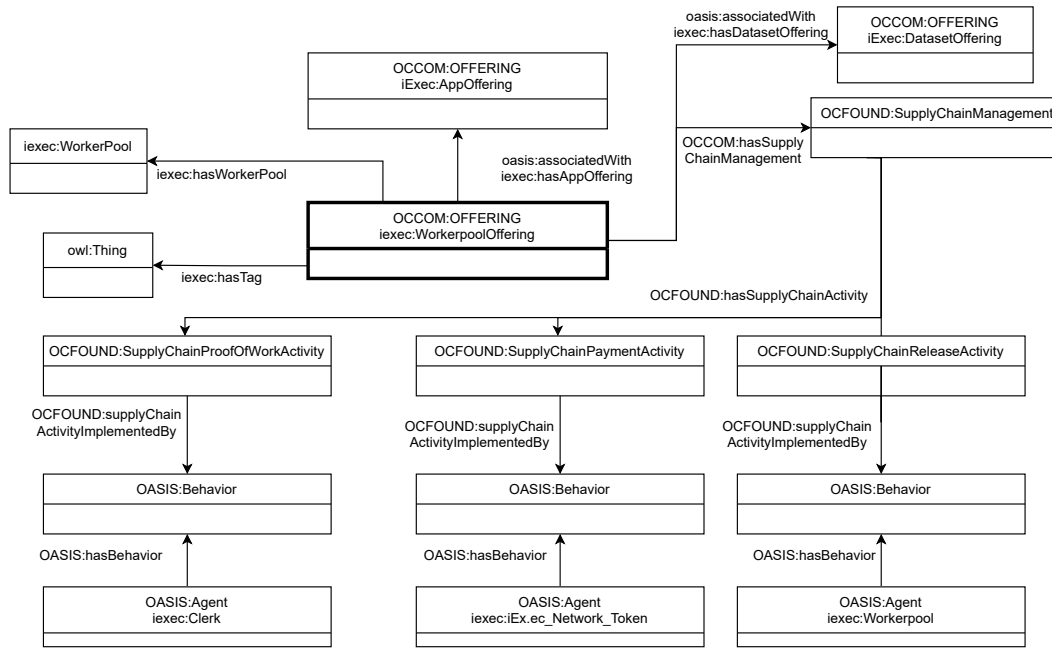 oasis:associatedWith
iexec:hasDatasetOffering
OCCOM:OFFERING
iExec:DatasetOffering
OCCOM:OFFERING
iExec:AppOffering
OCFOUND:SupplyChainManagement
OCCOM:hasSupply
ChainManagement
iexec:WorkerPool
iexec:hasWorkerPool
oasis:associatedWith
iexec:hasAppOffering
OCCOM:OFFERING
iexec:WorkerpoolOffering
owl:Thing
iexec:hasTag
OCFOUND:hasSupplyChainActivity
OCFOUND:SupplyChainProofOfWorkActivity
OCFOUND:SupplyChainPaymentActivity
OCFOUND:SupplyChainReleaseActivity
OCFOUND:supplyChain
ActivityImplementedBy
OCFOUND:supplyChain
ActivityImplementedBy
OCFOUND:supplyChain
ActivityImplementedBy
OASIS:Behavior
OASIS:Behavior
OASIS:Behavior
OASIS:hasBehavior
OASIS:hasBehavior
OASIS:hasBehavior
OASIS:Agent
iexec:Clerk
OASIS:Agent
iexec:iEx.ec_Network_Token
OASIS:Agent
iexec:Workerpool